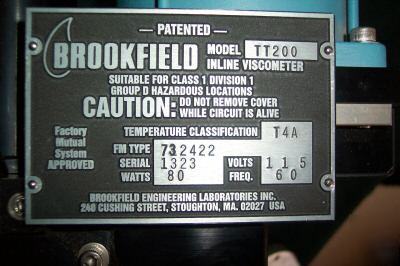 PATENTED
BROOKFIELD MODEL TT200
INLINE VISCOMETER
SUITABLE FOR CLASS 1 DIVISION 1
GROUP D HAZARDOUS LOCATIONS
CAUTION: DO NOT REMOVE COVER
WHILE CIRCUIT IS ALIVE
Factory
Mutual
System
APPROVED
TEMPERATURE CLASSIFICATION T4A
FM TYPE 732422
SERIAL 1323 VOLTS 115
WATTS 80 FREQ. 60
BROOKFIELD ENGINEERING LABORATORIES INC.
240 CUSHING STREET, STOUGHTON, MA. 02027 USA